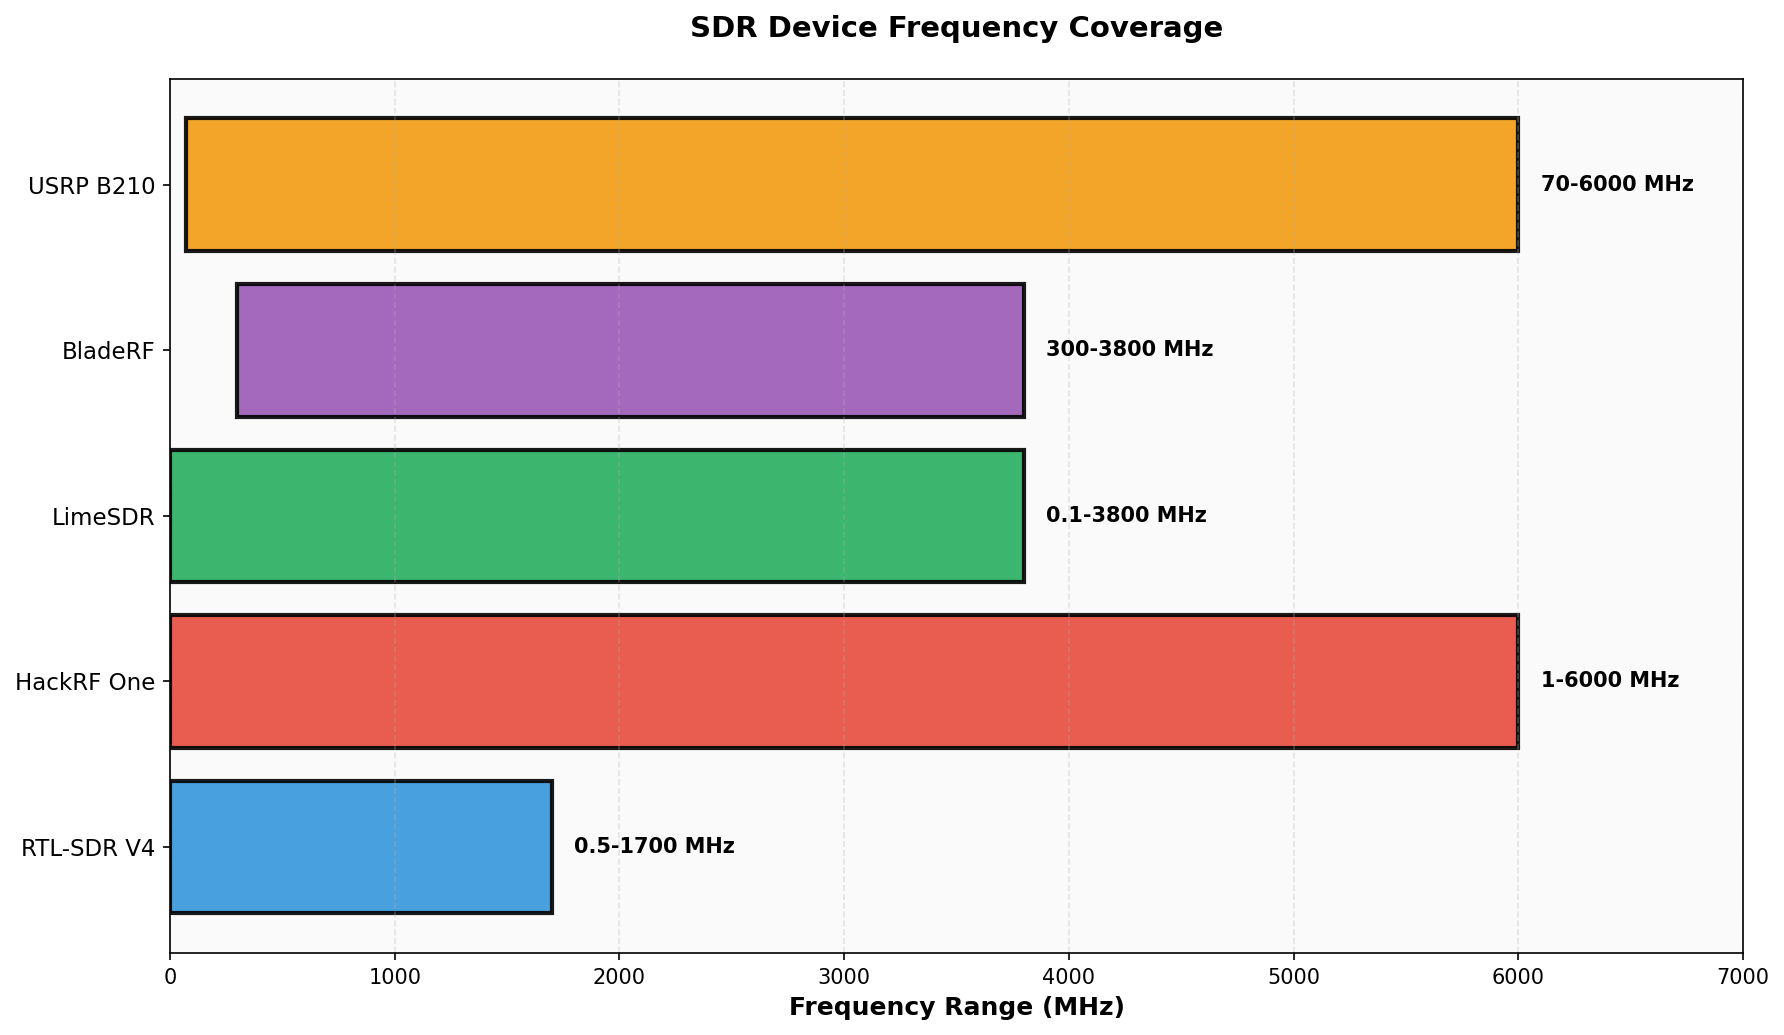 SDR Device Frequency Coverage
USRP B210
70-6000 MHz
BladeRF
300-3800 MHz
LimeSDR
0.1-3800 MHz
HackRF One
1-6000 MHz
RTL-SDR V4
0.5-1700 MHz
0 1000 2000 3000 4000 5000 6000 7000
Frequency Range (MHz)